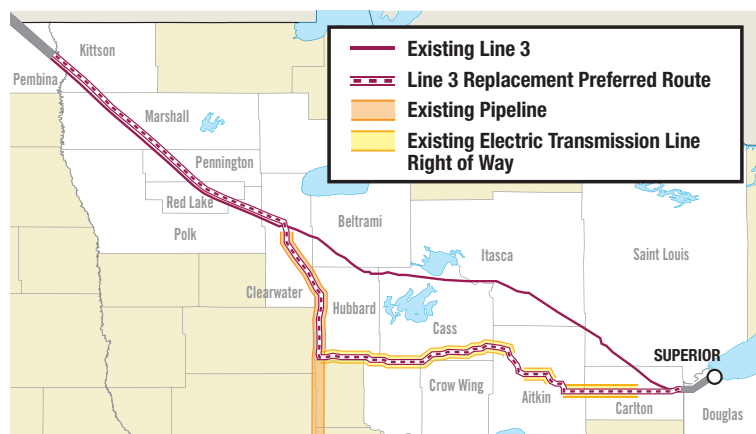 Existing Line 3
Line 3 Replacement Preferred Route
Existing Pipeline
Existing Electric Transmission Line
Right of Way
Kittson
Pembina
Marshall
Pennington
Red Lake
Polk
Beltrami
Itasca
Saint Louis
Clearwater
Hubbard
Cass
SUPERIOR
Crow Wing
Aitkin
Carlton
Douglas